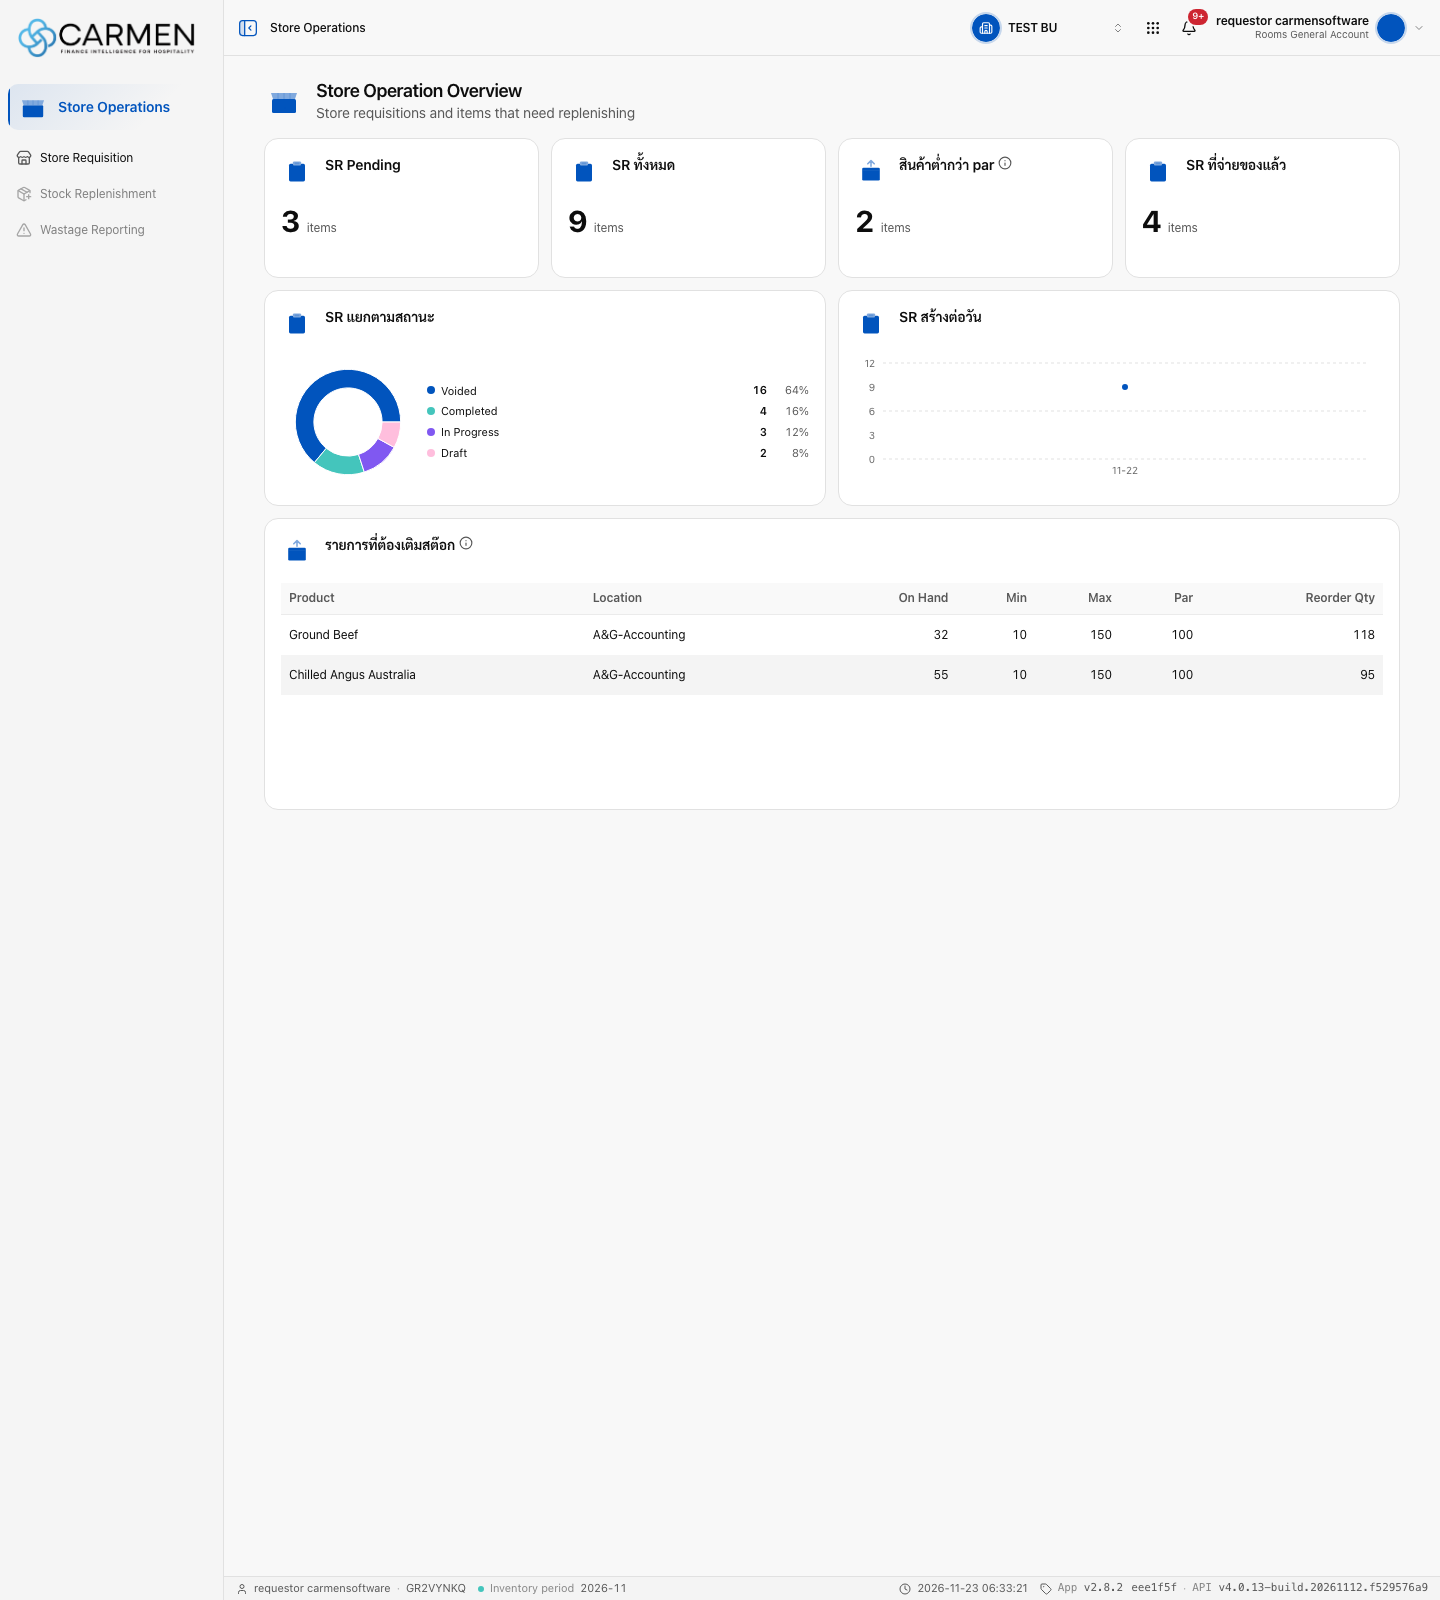 CARMEN
FINANCE INTELLIGENCE FOR HOSPITALITY
Store Operations
Store Requisition
Stock Replenishment
Wastage Reporting
Store Operations
TEST BU
9+
requestor carmensoftware
Rooms General Account
Store Operation Overview
Store requisitions and items that need replenishing
SR Pending
3 items
SR ทั้งหมด
9 items
สินค้าต่ำกว่า par
2 items
SR ที่จ่ายของแล้ว
4 items
SR แยกตามสถานะ
Voided 16 64%
Completed 4 16%
In Progress 3 12%
Draft 2 8%
SR สร้างต่อวัน
12
9
6
3
0
11-22
รายการที่ต้องเติมสต๊อก
Product Location On Hand Min Max Par Reorder Qty
Ground Beef A&G-Accounting 32 10 150 100 118
Chilled Angus Australia A&G-Accounting 55 10 150 100 95
requestor carmensoftware · GR2VYNKQ Inventory period 2026-11
2026-11-23 06:33:21 App v2.8.2 eee1f5f · API v4.0.13-build.20261112.f529576a9